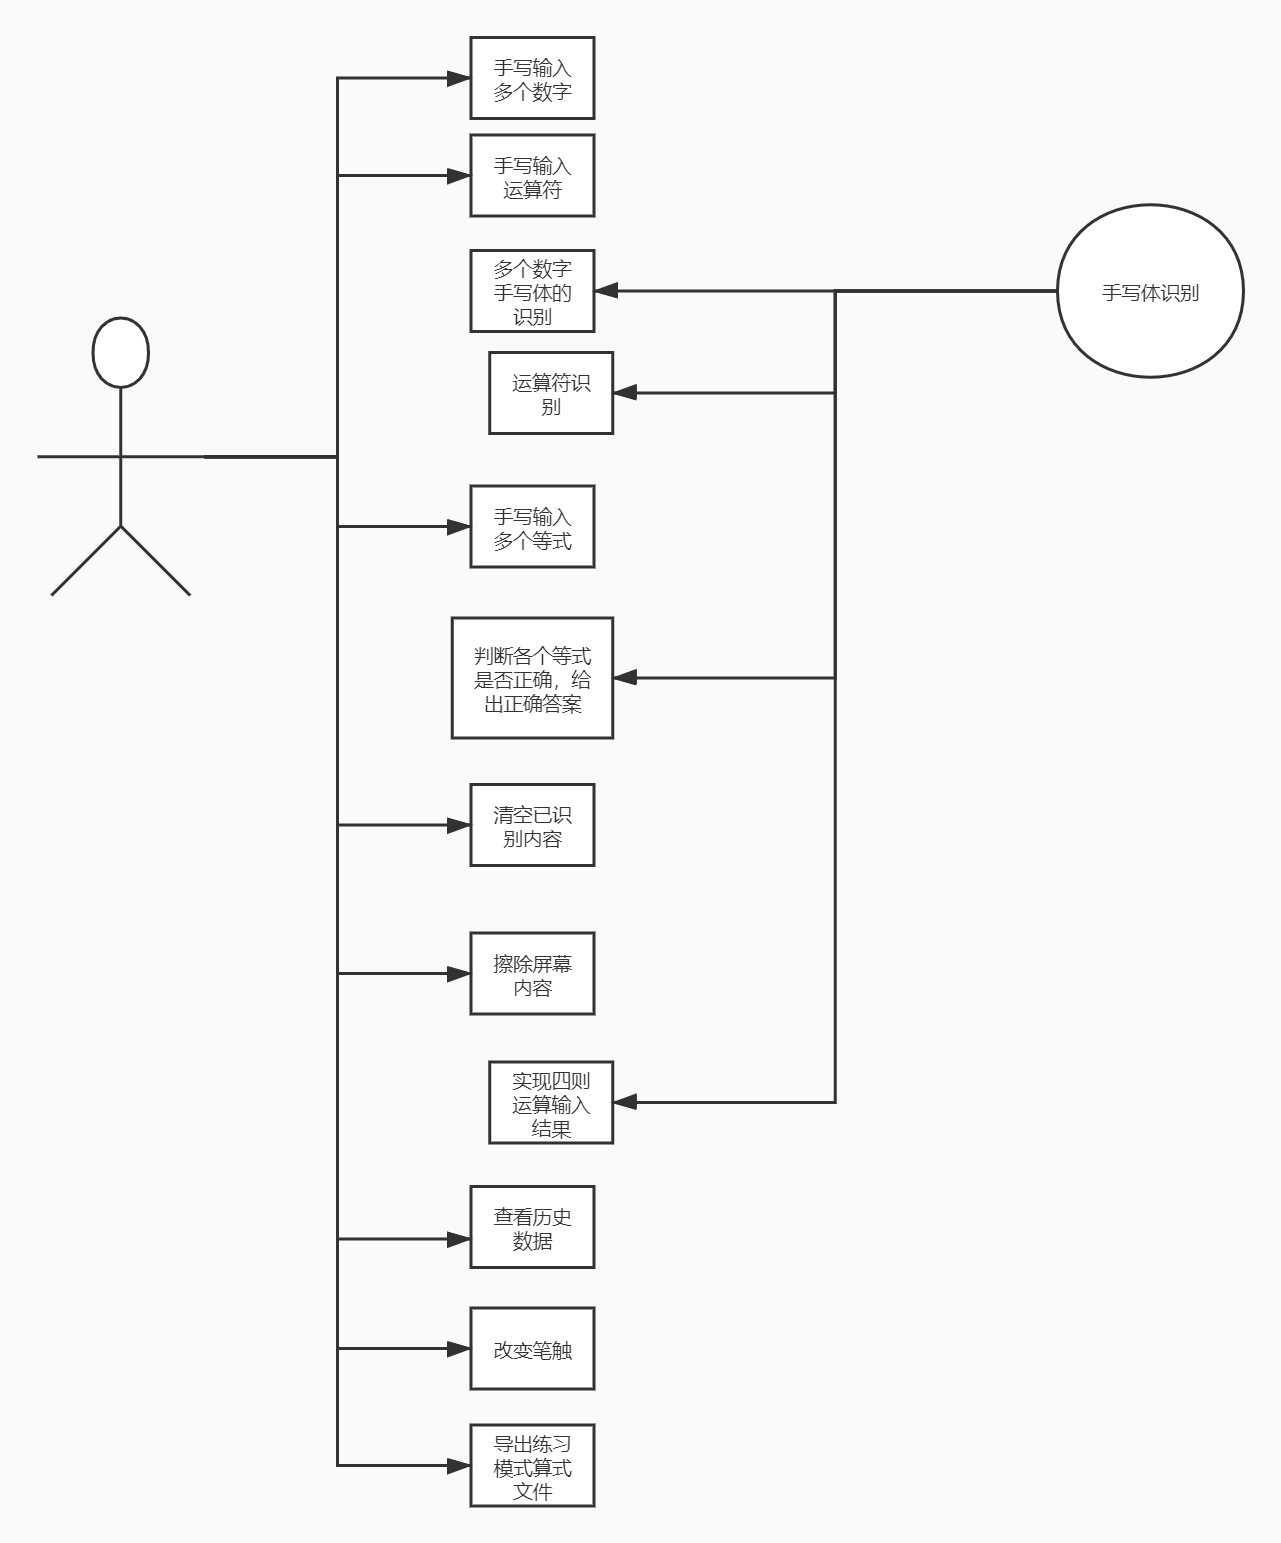 手写输入
多个数字
手写输入
运算符
多个数字
手写体的
识别
手写体识别
运算符识
别
手写输入
多个等式
判断各个等式
是否正确，给
出正确答案
清空已识
别内容
擦除屏幕
内容
实现四则
运算输入
结果
查看历史
数据
改变笔触
导出练习
模式算式
文件